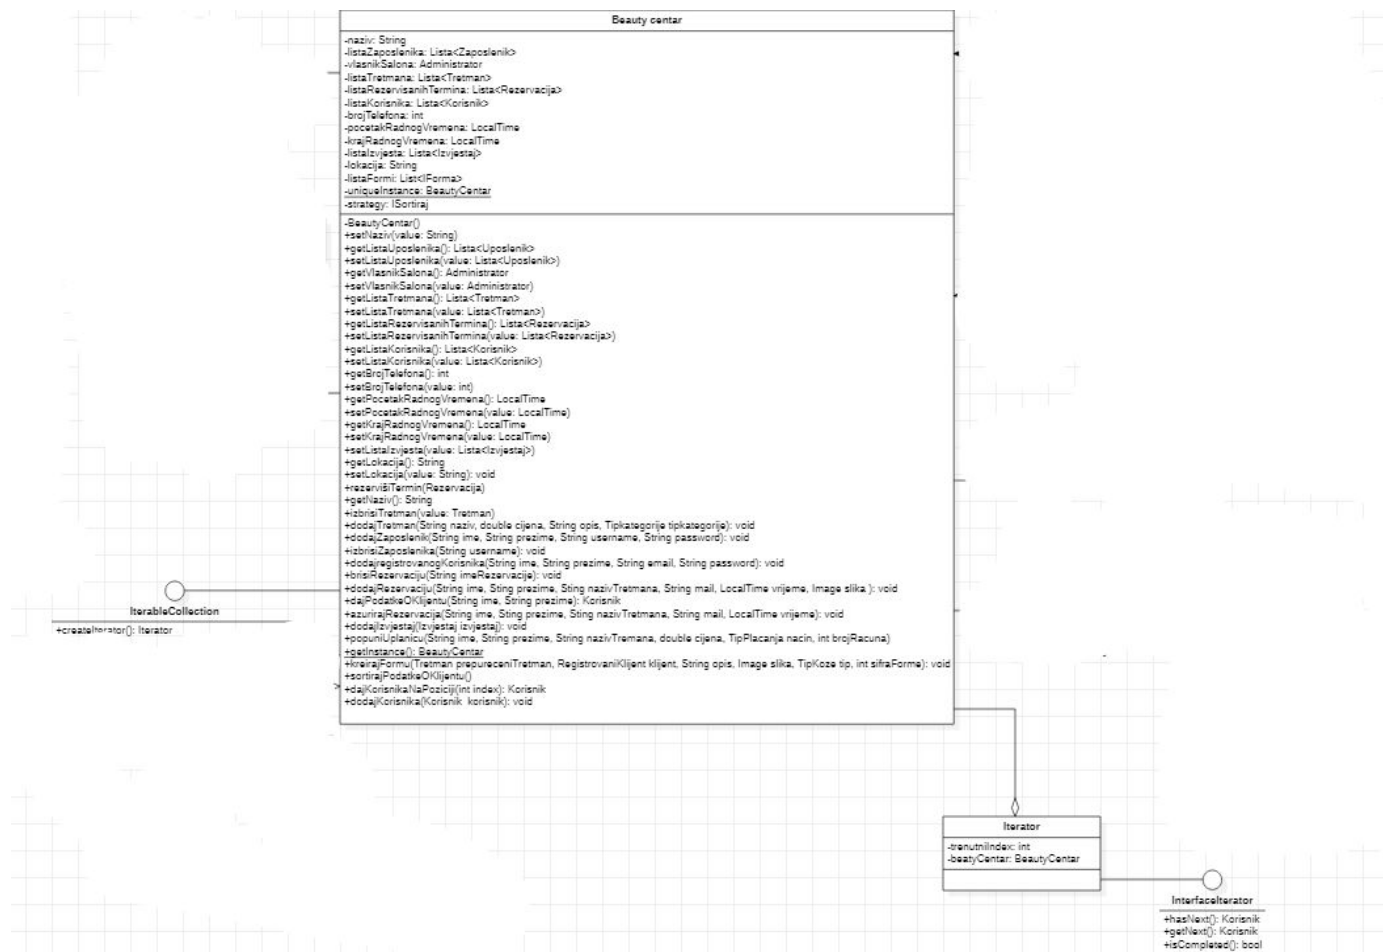 Beauty centar
-naziv: String
-listaZaposlenika: Lista<Zaposlenik>
-vlasnikSalona: Administrator
-listaTretmana: Lista<Tretman>
-listaRezervisanihTermina: Lista<Rezervacija>
-listaKorisnika: Lista<Korisnik>
-brojTelefona: int
-pocetakRadnogVremena: LocalTime
-krajRadnogVremena: LocalTime
-listaIzvjesta: Lista<Izvjestaj>
-lokacija: String
-listaFormi: List<IForma>
-uniqueInstance: BeautyCentar
-strategy: ISortiraj
-BeautyCentar()
+setNaziv(value: String)
+getListaUposlenika(): Lista<Uposlenik>
+setListaUposlenika(value: Lista<Uposlenik>)
+getVlasnikSalona(): Administrator
+setVlasnikSalona(value: Administrator)
+getListaTretmana(): Lista<Tretman>
+setListaTretmana(value: Lista<Tretman>)
+getListaRezervisanihTermina(): Lista<Rezervacija>
+setListaRezervisanihTermina(value: Lista<Rezervacija>)
+getListaKorisnika(): Lista<Korisnik>
+setListaKorisnika(value: Lista<Korisnik>)
+getBrojTelefona(): int
+setBrojTelefona(value: int)
+getPocetakRadnogVremena(): LocalTime
+setPocetakRadnogVremena(value: LocalTime)
+getKrajRadnogVremena(): LocalTime
+setKrajRadnogVremena(value: LocalTime)
+setListaIzvjesta(value: Lista<Izvjestaj>)
+getLokacija(): String
+setLokacija(value: String): void
+rezervišiTermin(Rezervacija)
+getNaziv(): String
+izbrisiTretman(value: Tretman)
+dodajTretman(String naziv, double cijena, String opis, Tipkategorije tipkategorije): void
+dodajZaposlenik(String ime, String prezime, String username, String password): void
+izbrisiZaposlenika(String username): void
+dodajregistrovanogKorisnika(String ime, String prezime, String email, String password): void
+brisiRezervaciju(String imeRezervacije): void
+dodajRezervaciju(String ime, Sting prezime, Sting nazivTretmana, String mail, LocalTime vrijeme, Image slika ): void
+dajPodatkeOKlijentu(String ime, String prezime): Korisnik
+azurirajRezervacija(String ime, Sting prezime, Sting nazivTretmana, String mail, LocalTime vrijeme): void
+dodajIzvjestaj(Izvjestaj izvjestaj): void
+popuniUplanicu(String ime, String prezime, String nazivTremana, double cijena, TipPlacanja nacin, int brojRacuna)
+getInstance(): BeautyCentar
+kreirajFormu(Tretman prepureceniTretman, RegistrovaniKlijent klijent, String opis, Image slika, TipKoze tip, int sifraForme): void
+sortirajPodatkeOKlijentu()
+dajKorisnikaNaPoziciji(int index): Korisnik
+dodajKorisnika(Korisnik korisnik): void
IterableCollection
+createIterator(): Iterator
Iterator
-trenutniIndex: int
-beatyCentar: BeautyCentar
InterfaceIterator
+hasNext(): Korisnik
+getNext(): Korisnik
+isCompleted(): bool